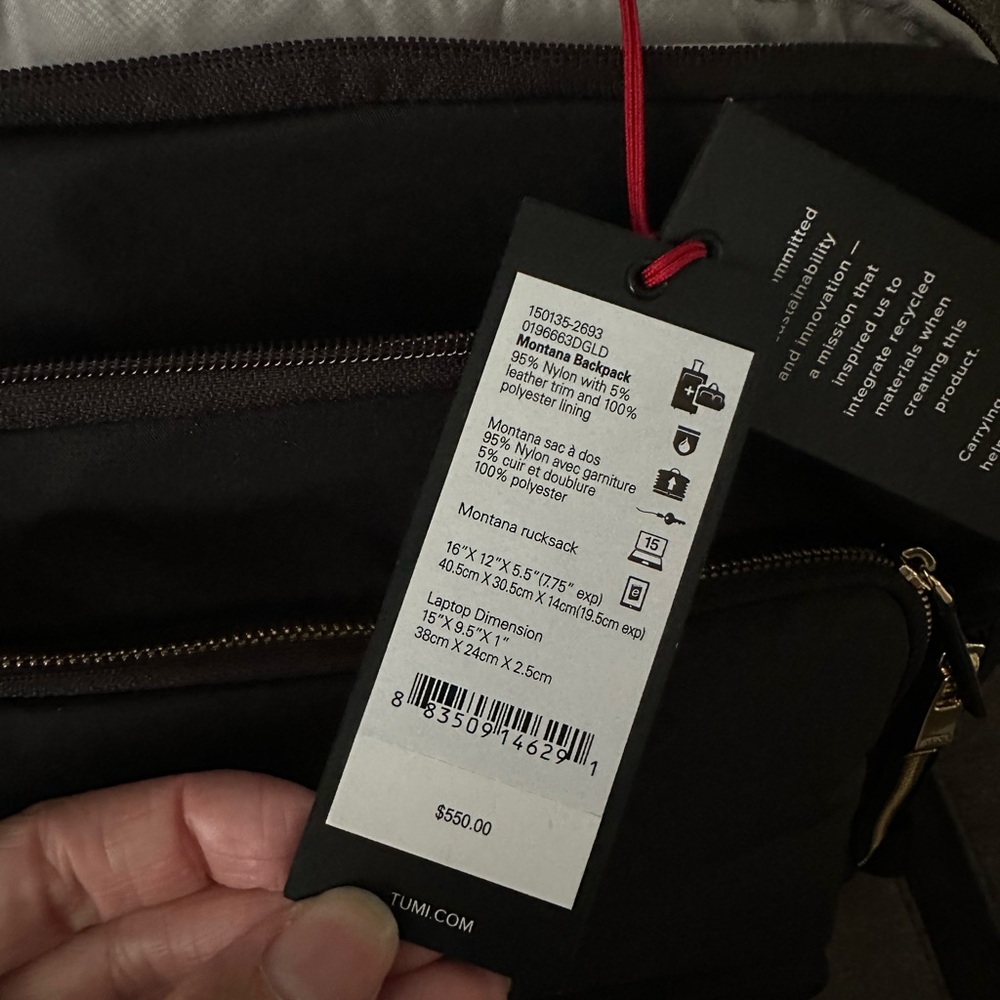 150135-2693
0196663DGLD
Montana Backpack
95% Nylon with 5%
leather trim and 100%
polyester lining
Montana sac à dos
95% Nylon avec garniture
5% cuir et doublure
100% polyester
Montana rucksack
16"X 12"X 5.5"(7.75" exp)
40.5cm X 30.5cm X 14cm(19.5cm exp)
Laptop Dimension
15"X 9.5"X 1"
38cm X 24cm X 2.5cm
8 83509 14629 1
$550.00
TUMI.COM
15
e
and innovation –
a mission that
inspired us to
integrate recycled
materials when
creating this
product.